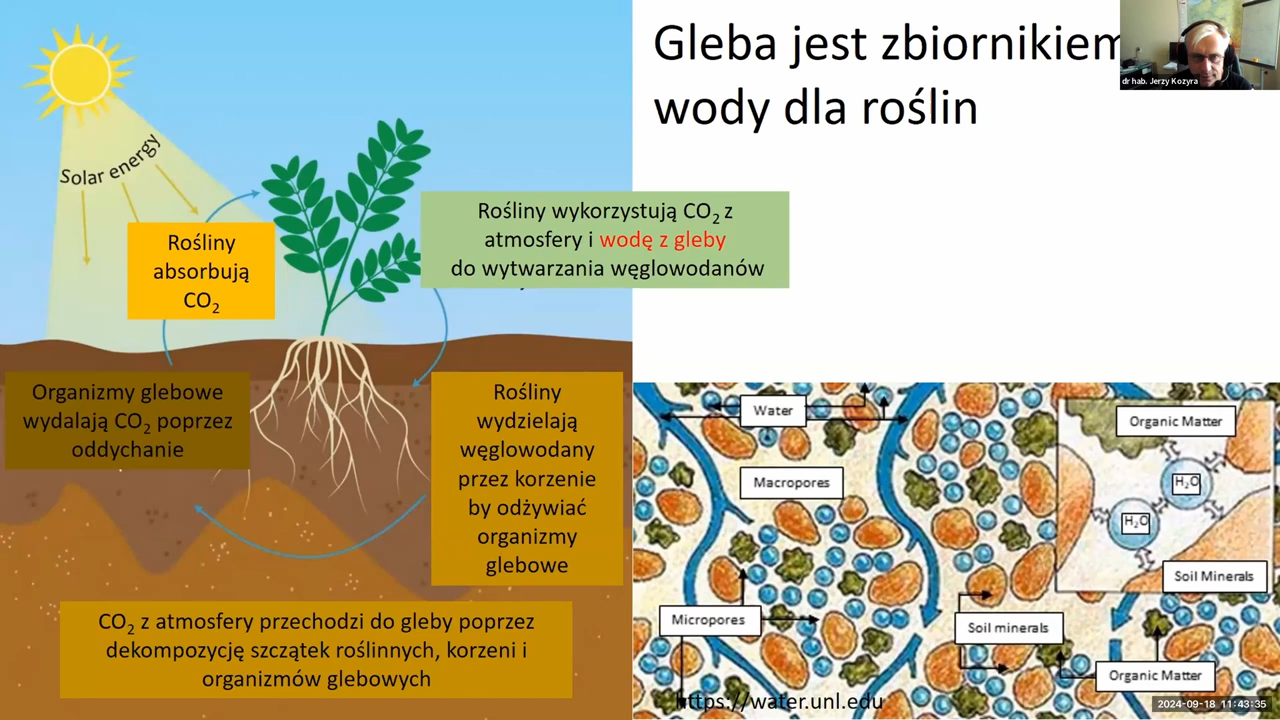 Gleba jest zbiornikiem
wody dla roślin
dr hab. Jerzy Kozyra
Solar energy
Rośliny
absorbują
CO₂
Rośliny wykorzystują CO₂ z
atmosfery i wodę z gleby
do wytwarzania węglowodanów
Organizmy glebowe
wydalają CO₂ poprzez
oddychanie
Rośliny
wydzielają
węglowodany
przez korzenie
by odżywiać
organizmy
glebowe
CO₂ z atmosfery przechodzi do gleby poprzez
dekompozycję szczątek roślinnych, korzeni i
organizmów glebowych
Water
Organic Matter
Macropores
H₂O
H₂O
Soil Minerals
Micropores
Soil minerals
Organic Matter
https://water.unl.edu
2024-09-18 11:43:35